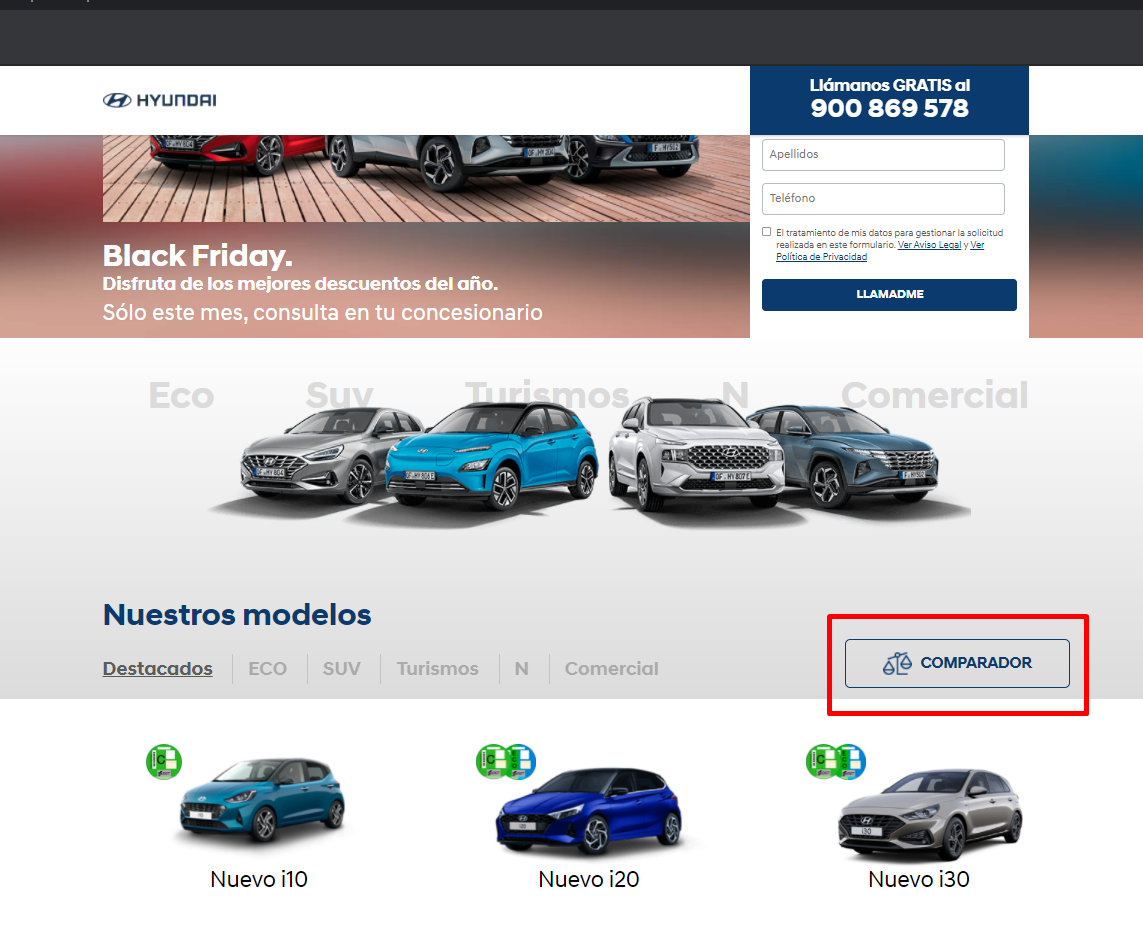 HYUNDAI
Llámanos GRATIS al
900 869 578
Apellidos
Teléfono
El tratamiento de mis datos para gestionar la solicitud
realizada en este formulario. Ver Aviso Legal y Ver
Política de Privacidad
LLAMADME
Black Friday.
Disfruta de los mejores descuentos del año.
Sólo este mes, consulta en tu concesionario
Eco Suv Turismos N Comercial
Nuestros modelos
Destacados ECO SUV Turismos N Comercial
COMPARADOR
Nuevo i10
Nuevo i20
Nuevo i30